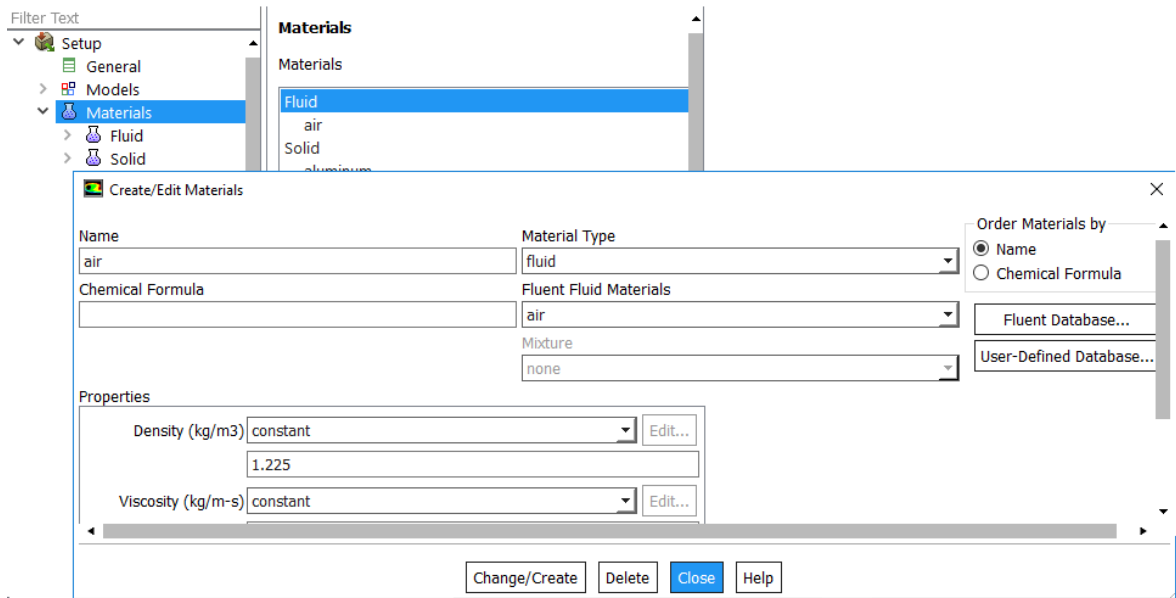 Filter Text
Setup
General
Models
Materials
Fluid
Solid
Materials
Materials
Fluid
air
Solid
aluminum
Create/Edit Materials
Name
Material Type
Order Materials by
air
fluid
Name
Chemical Formula
Chemical Formula
Fluent Fluid Materials
air
Fluent Database...
Mixture
none
User-Defined Database...
Properties
Density (kg/m3) constant Edit...
1.225
Viscosity (kg/m-s) constant Edit...
Change/Create Delete Close Help